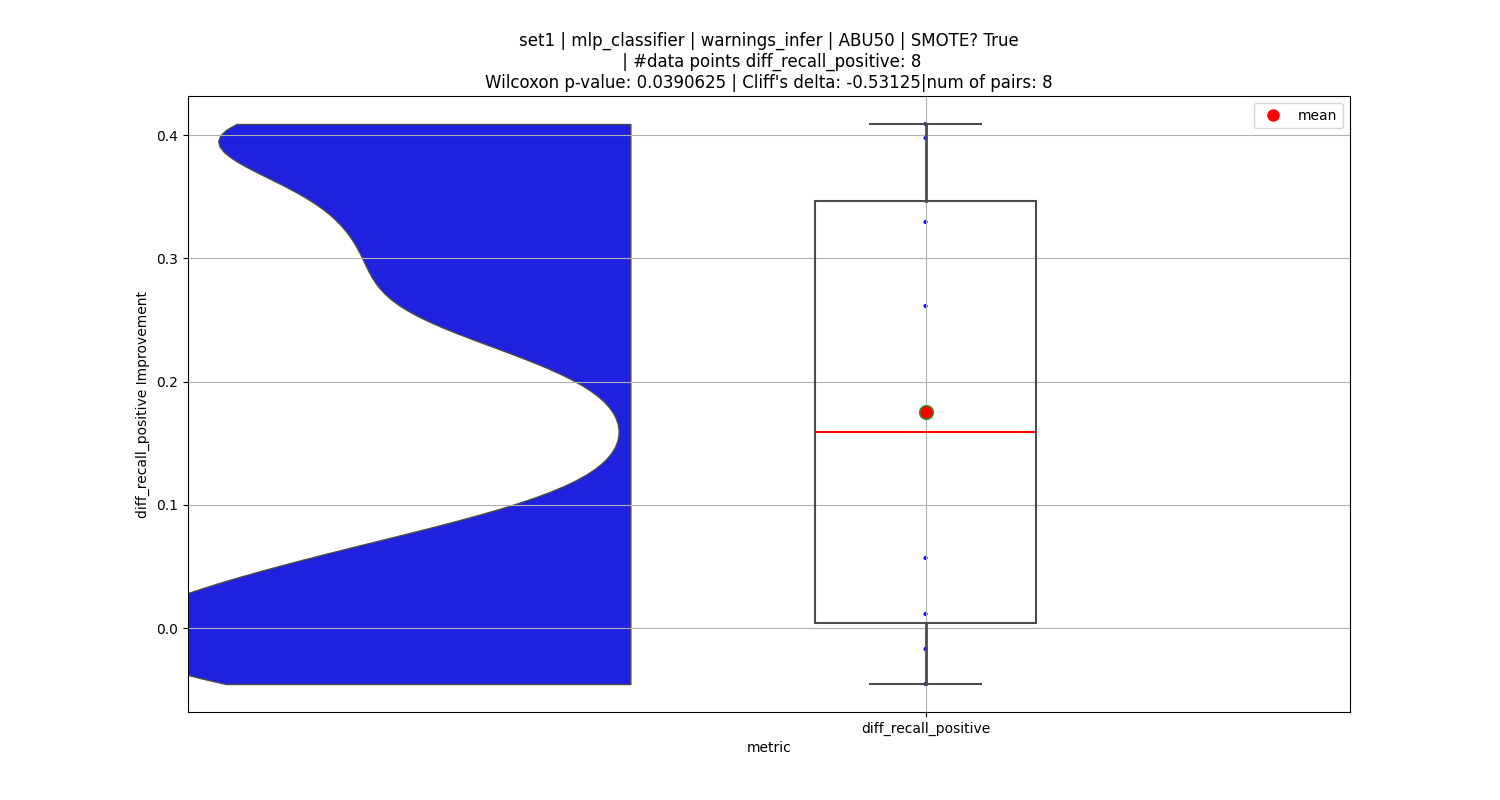 set1 | mlp_classifier | warnings_infer | ABU50 | SMOTE? True
| #data points diff_recall_positive: 8
Wilcoxon p-value: 0.0390625 | Cliff's delta: -0.53125|num of pairs: 8
mean
0.4
0.3
0.2
0.1
0.0
diff_recall_positive Improvement
diff_recall_positive
metric